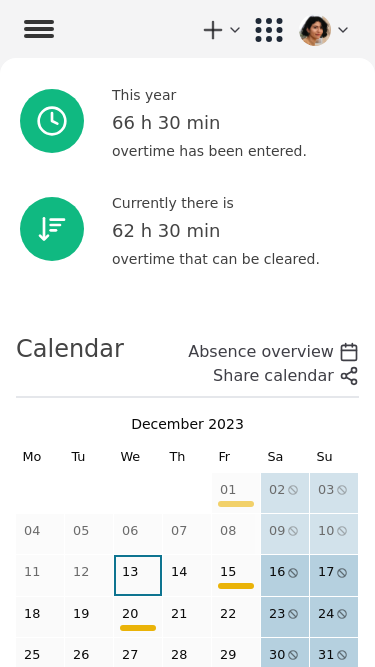 This year
66 h 30 min
overtime has been entered.
Currently there is
62 h 30 min
overtime that can be cleared.
Calendar
Absence overview
Share calendar
December 2023
Mo Tu We Th Fr Sa Su
01 02 03
04 05 06 07 08 09 10
11 12 13 14 15 16 17
18 19 20 21 22 23 24
25 26 27 28 29 30 31